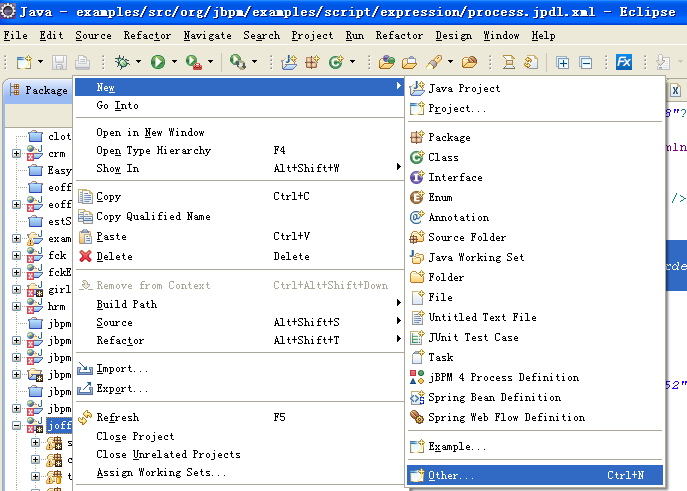 Java - examples/src/org/jbpm/examples/script/expression/process.jpdl.xml - Eclipse
File Edit Source Refactor Navigate Search Project Run Refactor Design Window Help
Package
New
Go Into
Open in New Window
Open Type Hierarchy F4
Show In Alt+Shift+W
Copy Ctrl+C
Copy Qualified Name
Paste Ctrl+V
Delete Delete
Remove from Context Ctrl+Alt+Shift+Down
Build Path
Source Alt+Shift+S
Refactor Alt+Shift+T
Import...
Export...
Refresh F5
Close Project
Close Unrelated Projects
Assign Working Sets...
Java Project
Project...
Package
Class
Interface
Enum
Annotation
Source Folder
Java Working Set
Folder
File
Untitled Text File
JUnit Test Case
Task
jBPM 4 Process Definition
Spring Bean Definition
Spring Web Flow Definition
Example...
Other... Ctrl+N
clot
crm
Easy
eoff
eoff
estS
exam
fck
fckE
girl
hrm
jbpm
jbpm
jbpm
jbpm
jbpm
jbpm
joff
s
c
t
8"?
mln
/>
rde
52"